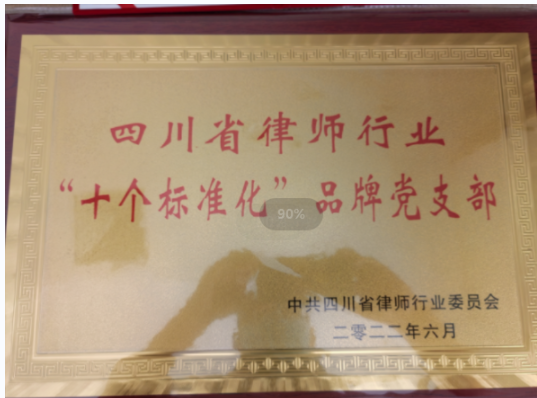 四川省律师行业
“十个标准化”品牌党支部
90%
中共四川省律师行业委员会
二零二二年六月